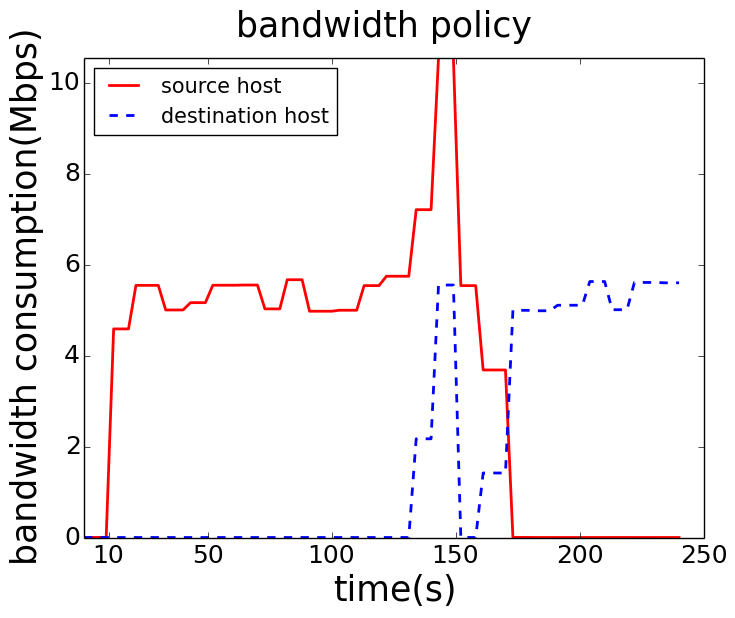 bandwidth policy
source host
destination host
bandwidth consumption(Mbps)
10
8
6
4
2
0
10 50 100 150 200 250
time(s)